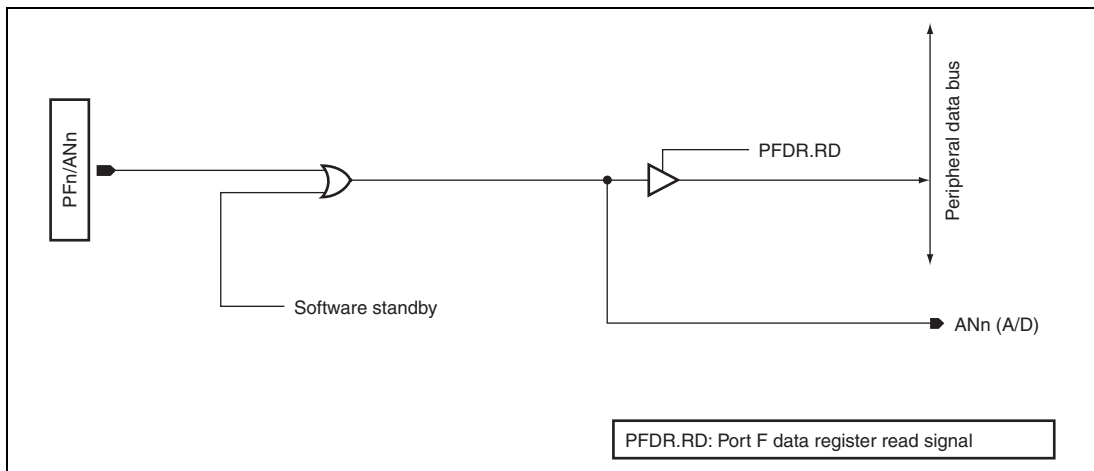 PFn/ANn
PFDR.RD
Peripheral data bus
Software standby
ANn (A/D)
PFDR.RD: Port F data register read signal